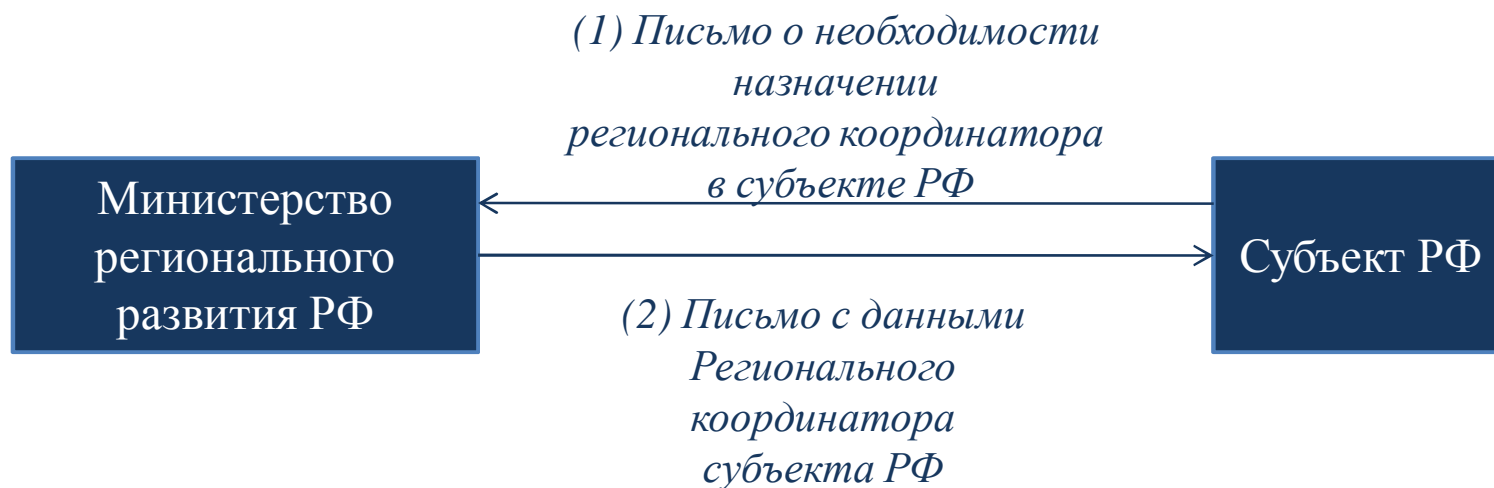 (1) Письмо о необходимости
назначении
регионального координатора
в субъекте РФ
Министерство
регионального
развития РФ
Субъект РФ
(2) Письмо с данными
Регионального
координатора
субъекта РФ